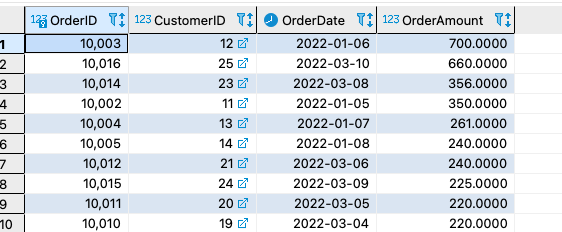 123 OrderID 123 CustomerID OrderDate 123 OrderAmount
1 10,003 12 2022-01-06 700.0000
2 10,016 25 2022-03-10 660.0000
3 10,014 23 2022-03-08 356.0000
4 10,002 11 2022-01-05 350.0000
5 10,004 13 2022-01-07 261.0000
6 10,005 14 2022-01-08 240.0000
7 10,012 21 2022-03-06 240.0000
8 10,015 24 2022-03-09 225.0000
9 10,011 20 2022-03-05 220.0000
10 10,010 19 2022-03-04 220.0000